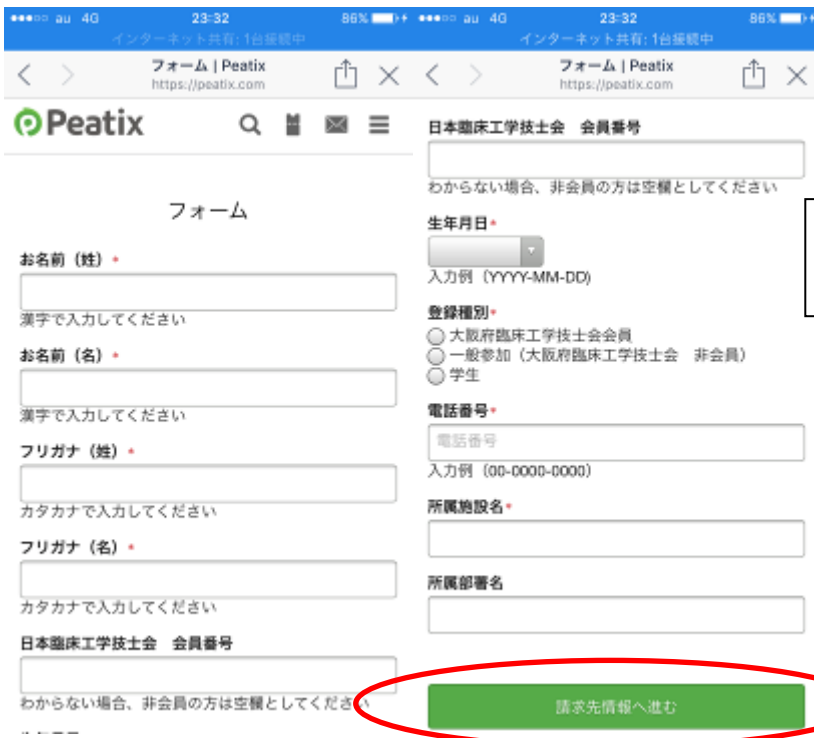 au 4G 23:32 86%
インターネット共有: 1台接続中
フォーム | Peatix
https://peatix.com
Peatix
フォーム
お名前（姓）*
漢字で入力してください
お名前（名）*
漢字で入力してください
フリガナ（姓）*
カタカナで入力してください
フリガナ（名）*
カタカナで入力してください
日本臨床工学技士会　会員番号
わからない場合、非会員の方は空欄としてください
au 4G 23:32 86%
インターネット共有: 1台接続中
フォーム | Peatix
https://peatix.com
日本臨床工学技士会　会員番号
わからない場合、非会員の方は空欄としてください
生年月日*
入力例（YYYY-MM-DD)
登録種別*
大阪府臨床工学技士会会員
一般参加（大阪府臨床工学技士会　非会員）
学生
電話番号*
電話番号
入力例（00-0000-0000）
所属施設名*
所属部署名
請求先情報へ進む